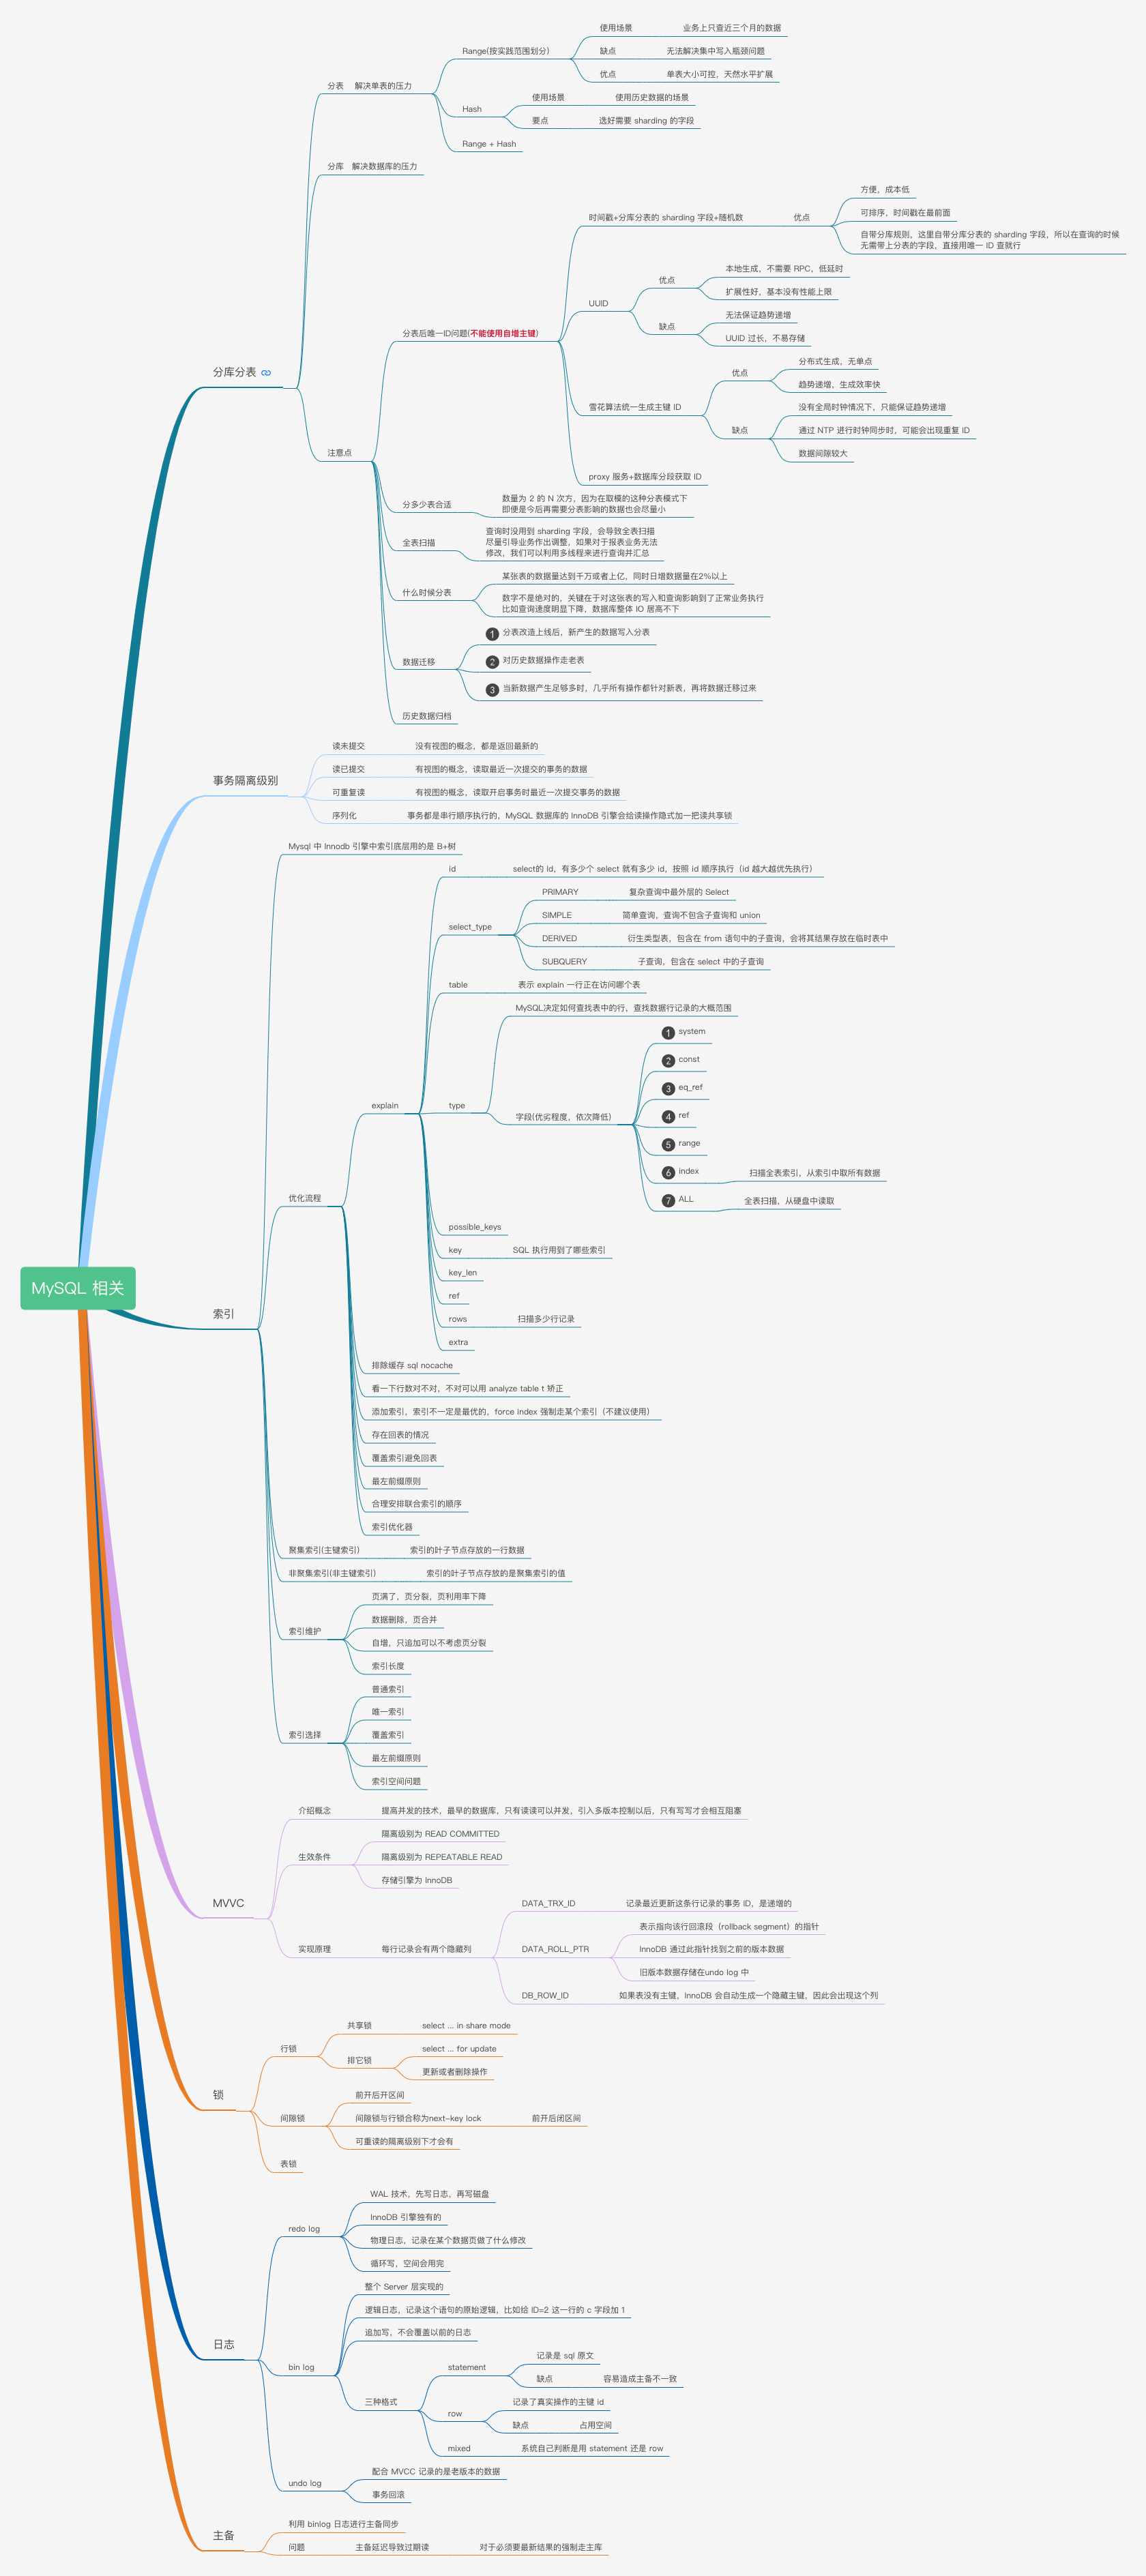 MySQL 相关
分库分表
分表 解决单表的压力
Range(按实践范围划分)
使用场景
业务上只查近三个月的数据
缺点
无法解决集中写入瓶颈问题
优点
单表大小可控，天然水平扩展
Hash
使用场景
使用历史数据的场景
要点
选好需要 sharding 的字段
Range + Hash
分库 解决数据库的压力
注意点
分表后唯一ID问题(不能使用自增主键)
时间戳+分库分表的 sharding 字段+随机数
优点
方便，成本低
可排序，时间戳在最前面
自带分库规则，这里自带分库分表的 sharding 字段，所以在查询的时候
无需带上分表的字段，直接用唯一 ID 查就行
UUID
优点
本地生成，不需要 RPC，低延时
扩展性好，基本没有性能上限
缺点
无法保证趋势递增
UUID 过长，不易存储
雪花算法统一生成主键 ID
优点
分布式生成，无单点
趋势递增，生成效率快
缺点
没有全局时钟情况下，只能保证趋势递增
通过 NTP 进行时钟同步时，可能会出现重复 ID
数据间隙较大
proxy 服务+数据库分段获取 ID
分多少表合适
数量为 2 的 N 次方，因为在取模的这种分表模式下
即便是今后再需要分表影响的数据也会尽量小
全表扫描
查询时没用到 sharding 字段，会导致全表扫描
尽量引导业务作出调整，如果对于报表业务无法
修改，我们可以利用多线程来进行查询并汇总
什么时候分表
某张表的数据量达到千万或者上亿，同时日增数据量在2%以上
数字不是绝对的，关键在于对这张表的写入和查询影响到了正常业务执行
比如查询速度明显下降，数据库整体 IO 居高不下
数据迁移
1 分表改造上线后，新产生的数据写入分表
2 对历史数据操作走老表
3 当新数据产生足够多时，几乎所有操作都针对新表，再将数据迁移过来
历史数据归档
事务隔离级别
读未提交
没有视图的概念，都是返回最新的
读已提交
有视图的概念，读取最近一次提交的事务的数据
可重复读
有视图的概念，读取开启事务时最近一次提交事务的数据
序列化
事务都是串行顺序执行的，MySQL 数据库的 InnoDB 引擎会给读操作隐式加一把读共享锁
索引
Mysql 中 Innodb 引擎中索引底层用的是 B+树
优化流程
explain
id
select的 Id，有多少个 select 就有多少 id，按照 id 顺序执行（id 越大越优先执行）
select_type
PRIMARY
复杂查询中最外层的 Select
SIMPLE
简单查询，查询不包含子查询和 union
DERIVED
衍生类型表，包含在 from 语句中的子查询，会将其结果存放在临时表中
SUBQUERY
子查询，包含在 select 中的子查询
table
表示 explain 一行正在访问哪个表
type
MySQL决定如何查找表中的行，查找数据行记录的大概范围
字段(优劣程度，依次降低)
1 system
2 const
3 eq_ref
4 ref
5 range
6 index
扫描全表索引，从索引中取所有数据
7 ALL
全表扫描，从硬盘中读取
possible_keys
key
SQL 执行用到了哪些索引
key_len
ref
rows
扫描多少行记录
extra
排除缓存 sql nocache
看一下行数对不对，不对可以用 analyze table t 矫正
添加索引，索引不一定是最优的，force index 强制走某个索引（不建议使用）
存在回表的情况
覆盖索引避免回表
最左前缀原则
合理安排联合索引的顺序
索引优化器
聚集索引(主键索引)
索引的叶子节点存放的一行数据
非聚集索引(非主键索引)
索引的叶子节点存放的是聚集索引的值
索引维护
页满了，页分裂，页利用率下降
数据删除，页合并
自增，只追加可以不考虑页分裂
索引长度
索引选择
普通索引
唯一索引
覆盖索引
最左前缀原则
索引空间问题
MVVC
介绍概念
提高并发的技术，最早的数据库，只有读读可以并发，引入多版本控制以后，只有写写才会相互阻塞
生效条件
隔离级别为 READ COMMITTED
隔离级别为 REPEATABLE READ
存储引擎为 InnoDB
实现原理
每行记录会有两个隐藏列
DATA_TRX_ID
记录最近更新这条行记录的事务 ID，是递增的
DATA_ROLL_PTR
表示指向该行回滚段（rollback segment）的指针
InnoDB 通过此指针找到之前的版本数据
旧版本数据存储在undo log 中
DB_ROW_ID
如果表没有主键，InnoDB 会自动生成一个隐藏主键，因此会出现这个列
锁
行锁
共享锁
select ... in share mode
排它锁
select ... for update
更新或者删除操作
间隙锁
前开后开区间
间隙锁与行锁合称为next-key lock
前开后闭区间
可重读的隔离级别下才会有
表锁
日志
redo log
WAL 技术，先写日志，再写磁盘
InnoDB 引擎独有的
物理日志，记录在某个数据页做了什么修改
循环写，空间会用完
bin log
整个 Server 层实现的
逻辑日志，记录这个语句的原始逻辑，比如给 ID=2 这一行的 c 字段加 1
追加写，不会覆盖以前的日志
三种格式
statement
记录是 sql 原文
缺点
容易造成主备不一致
row
记录了真实操作的主键 id
缺点
占用空间
mixed
系统自己判断是用 statement 还是 row
undo log
配合 MVCC 记录的是老版本的数据
事务回滚
主备
利用 binlog 日志进行主备同步
问题
主备延迟导致过期读
对于必须要最新结果的强制走主库